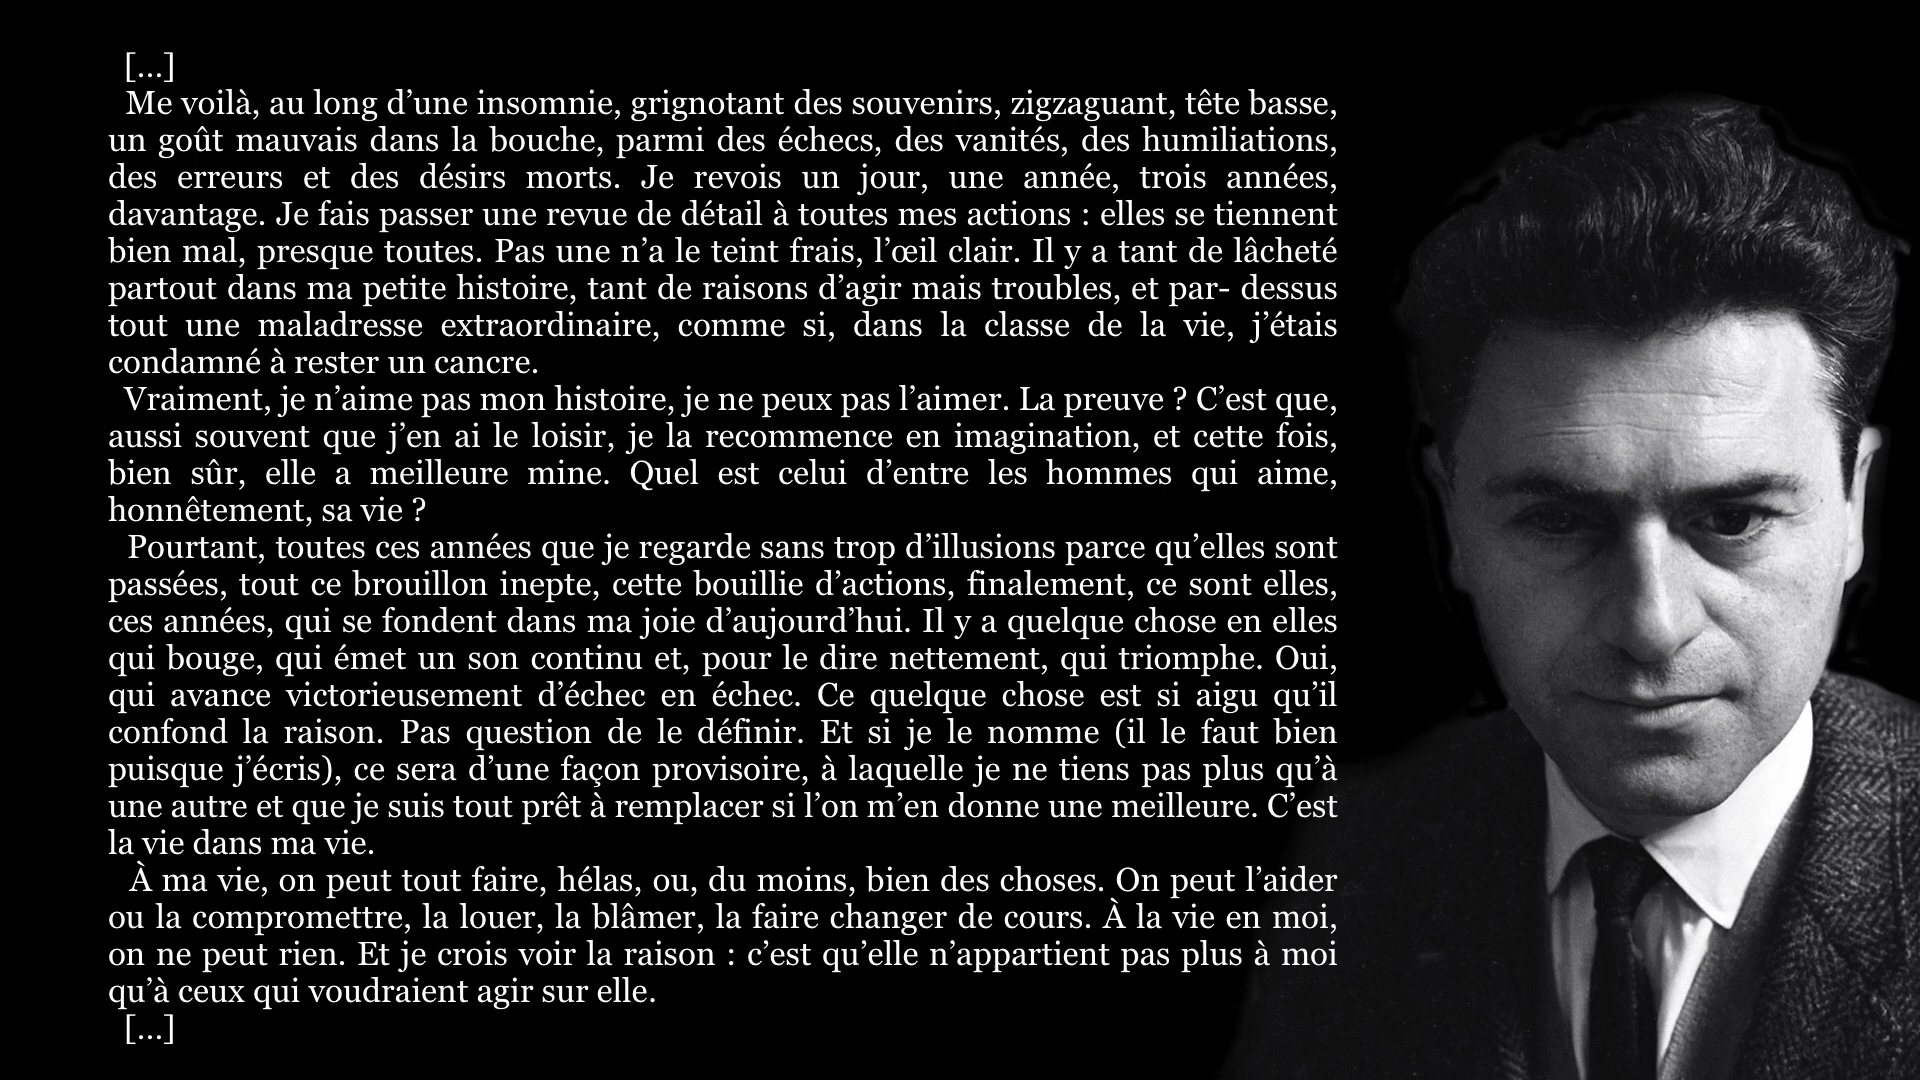 [...]
Me voilà, au long d’une insomnie, grignotant des souvenirs, zigzaguant, tête basse,
un goût mauvais dans la bouche, parmi des échecs, des vanités, des humiliations,
des erreurs et des désirs morts. Je revois un jour, une année, trois années,
davantage. Je fais passer une revue de détail à toutes mes actions : elles se tiennent
bien mal, presque toutes. Pas une n’a le teint frais, l’œil clair. Il y a tant de lâcheté
partout dans ma petite histoire, tant de raisons d’agir mais troubles, et par- dessus
tout une maladresse extraordinaire, comme si, dans la classe de la vie, j’étais
condamné à rester un cancre.
Vraiment, je n’aime pas mon histoire, je ne peux pas l’aimer. La preuve ? C’est que,
aussi souvent que j’en ai le loisir, je la recommence en imagination, et cette fois,
bien sûr, elle a meilleure mine. Quel est celui d’entre les hommes qui aime,
honnêtement, sa vie ?
Pourtant, toutes ces années que je regarde sans trop d’illusions parce qu’elles sont
passées, tout ce brouillon inepte, cette bouillie d’actions, finalement, ce sont elles,
ces années, qui se fondent dans ma joie d’aujourd’hui. Il y a quelque chose en elles
qui bouge, qui émet un son continu et, pour le dire nettement, qui triomphe. Oui,
qui avance victorieusement d’échec en échec. Ce quelque chose est si aigu qu’il
confond la raison. Pas question de le définir. Et si je le nomme (il le faut bien
puisque j’écris), ce sera d’une façon provisoire, à laquelle je ne tiens pas plus qu’à
une autre et que je suis tout prêt à remplacer si l’on m’en donne une meilleure. C’est
la vie dans ma vie.
À ma vie, on peut tout faire, hélas, ou, du moins, bien des choses. On peut l’aider
ou la compromettre, la louer, la blâmer, la faire changer de cours. À la vie en moi,
on ne peut rien. Et je crois voir la raison : c’est qu’elle n’appartient pas plus à moi
qu’à ceux qui voudraient agir sur elle.
[...]